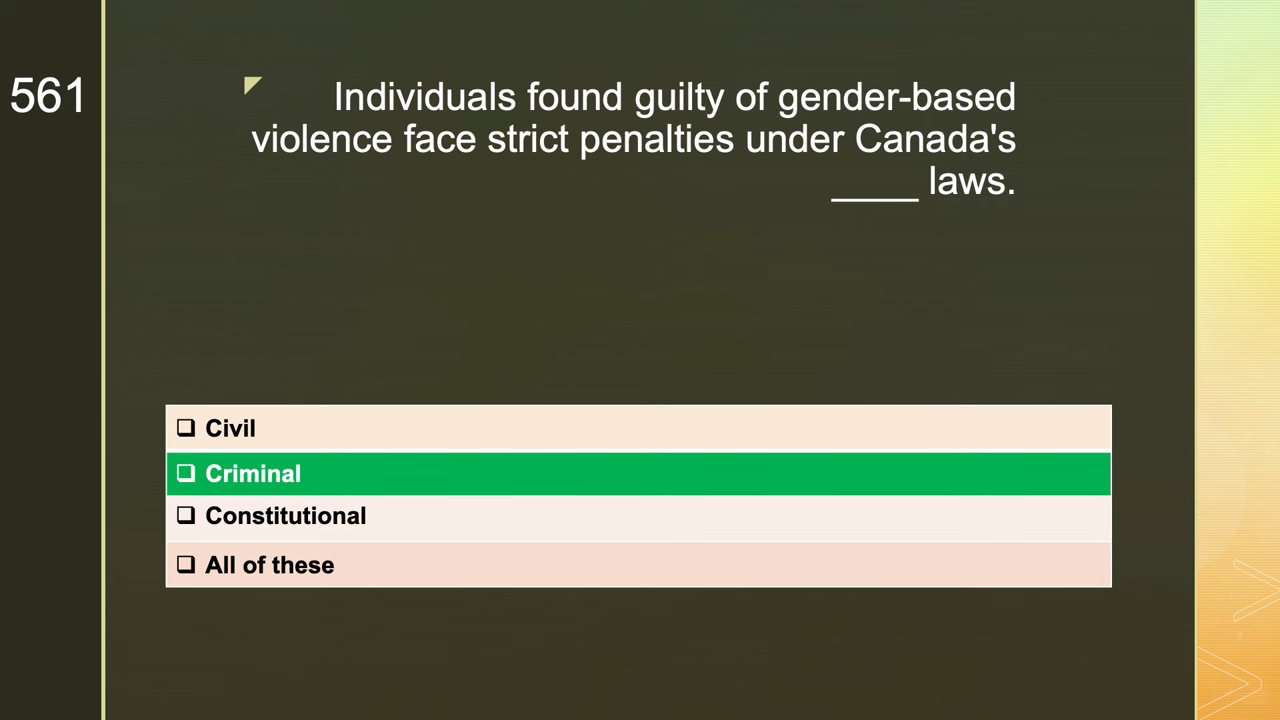 561
Individuals found guilty of gender-based
violence face strict penalties under Canada's
____ laws.
❑ Civil
❑ Criminal
❑ Constitutional
❑ All of these